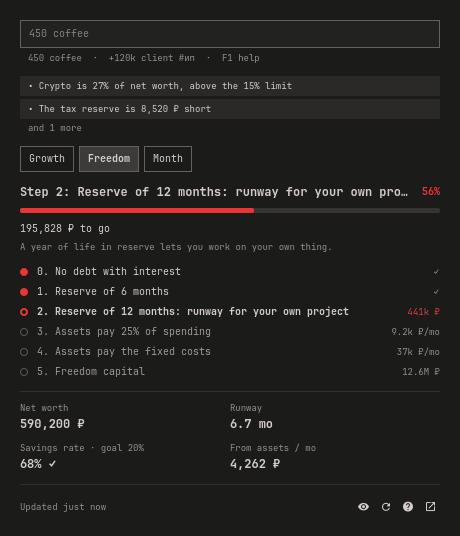 450 coffee
450 coffee · +120k client #ип · F1 help
• Crypto is 27% of net worth, above the 15% limit
• The tax reserve is 8,520 ₽ short
and 1 more
Growth Freedom Month
Step 2: Reserve of 12 months: runway for your own pro… 56%
195,828 ₽ to go
A year of life in reserve lets you work on your own thing.
0. No debt with interest ✓
1. Reserve of 6 months ✓
2. Reserve of 12 months: runway for your own project 441k ₽
3. Assets pay 25% of spending 9.2k ₽/mo
4. Assets pay the fixed costs 37k ₽/mo
5. Freedom capital 12.6M ₽
Net worth Runway
590,200 ₽ 6.7 mo
Savings rate · goal 20% From assets / mo
68% ✓ 4,262 ₽
Updated just now